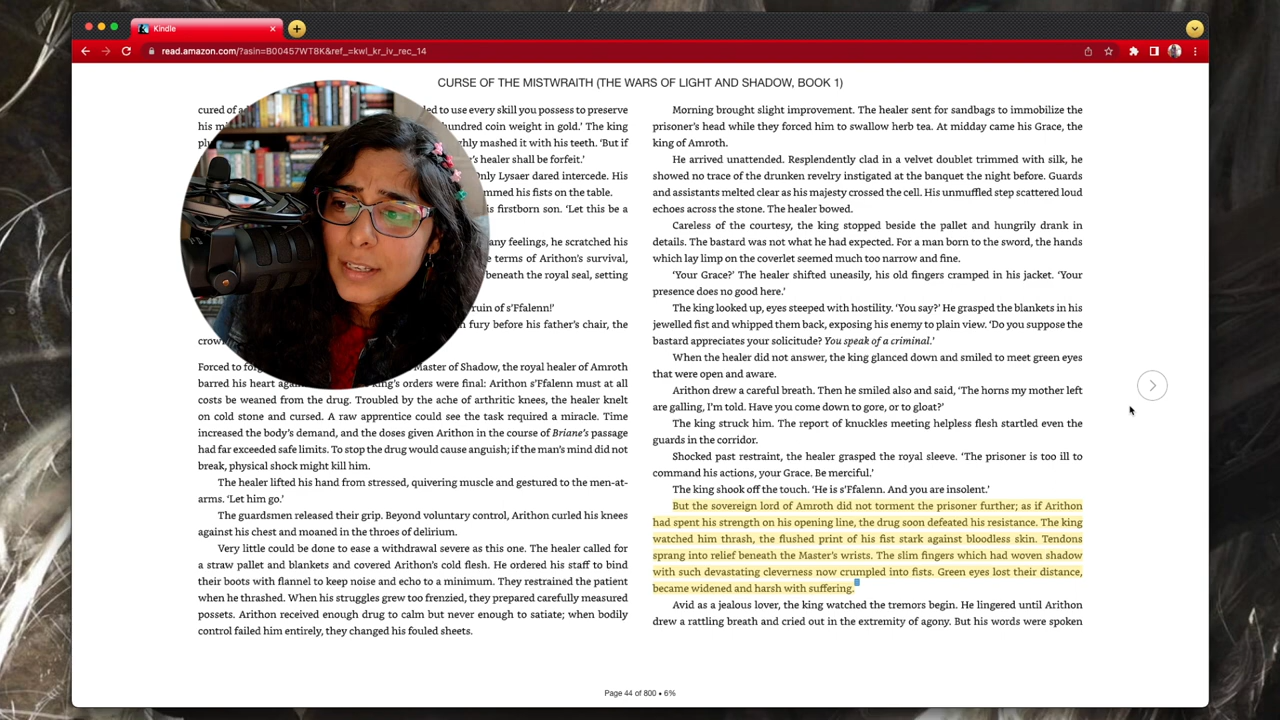 Kindle
read.amazon.com/?asin=B00457WT8K&ref_=kwl_kr_iv_rec_14
CURSE OF THE MISTWRAITH (THE WARS OF LIGHT AND SHADOW, BOOK 1)
cured of
to use every skill you possess to preserve
his
hundred coin weight in gold.’ The king
mashed it with his teeth. ‘But if
healer shall be forfeit.’
Only Lysaer dared intercede. His
his fists on the table.
firstborn son. ‘Let this be a
any feelings, he scratched his
terms of Arithon’s survival,
beneath the royal seal, setting
ruin of s’Ffalenn!’
fury before his father’s chair, the
Forced to
Master of Shadow, the royal healer of Amroth
barred his heart
king’s orders were final: Arithon s’Ffalenn must at all
costs be weaned from the drug. Troubled by the ache of arthritic knees, the healer knelt
on cold stone and cursed. A raw apprentice could see the task required a miracle. Time
increased the body’s demand, and the doses given Arithon in the course of Briane’s passage
had far exceeded safe limits. To stop the drug would cause anguish; if the man’s mind did not
break, physical shock might kill him.
The healer lifted his hand from stressed, quivering muscle and gestured to the men-at-
arms. ‘Let him go.’
The guardsmen released their grip. Beyond voluntary control, Arithon curled his knees
against his chest and moaned in the throes of delirium.
Very little could be done to ease a withdrawal severe as this one. The healer called for
a straw pallet and blankets and covered Arithon’s cold flesh. He ordered his staff to bind
their boots with flannel to keep noise and echo to a minimum. They restrained the patient
when he thrashed. When his struggles grew too frenzied, they prepared carefully measured
possets. Arithon received enough drug to calm but never enough to satiate; when bodily
control failed him entirely, they changed his fouled sheets.
Morning brought slight improvement. The healer sent for sandbags to immobilize the
prisoner’s head while they forced him to swallow herb tea. At midday came his Grace, the
king of Amroth.
He arrived unattended. Resplendently clad in a velvet doublet trimmed with silk, he
showed no trace of the drunken revelry instigated at the banquet the night before. Guards
and assistants melted clear as his majesty crossed the cell. His unmuffled step scattered loud
echoes across the stone. The healer bowed.
Careless of the courtesy, the king stopped beside the pallet and hungrily drank in
details. The bastard was not what he had expected. For a man born to the sword, the hands
which lay limp on the coverlet seemed much too narrow and fine.
‘Your Grace?’ The healer shifted uneasily, his old fingers cramped in his jacket. ‘Your
presence does no good here.’
The king looked up, eyes steeped with hostility. ‘You say?’ He grasped the blankets in his
jewelled fist and whipped them back, exposing his enemy to plain view. ‘Do you suppose the
bastard appreciates your solicitude? You speak of a criminal.’
When the healer did not answer, the king glanced down and smiled to meet green eyes
that were open and aware.
Arithon drew a careful breath. Then he smiled also and said, ‘The horns my mother left
are galling, I’m told. Have you come down to gore, or to gloat?’
The king struck him. The report of knuckles meeting helpless flesh startled even the
guards in the corridor.
Shocked past restraint, the healer grasped the royal sleeve. ‘The prisoner is too ill to
command his actions, your Grace. Be merciful.’
The king shook off the touch. ‘He is s’Ffalenn. And you are insolent.’
But the sovereign lord of Amroth did not torment the prisoner further; as if Arithon
had spent his strength on his opening line, the drug soon defeated his resistance. The king
watched him thrash, the flushed print of his fist stark against bloodless skin. Tendons
sprang into relief beneath the Master’s wrists. The slim fingers which had woven shadow
with such devastating cleverness now crumpled into fists. Green eyes lost their distance,
became widened and harsh with suffering.
Avid as a jealous lover, the king watched the tremors begin. He lingered until Arithon
drew a rattling breath and cried out in the extremity of agony. But his words were spoken
Page 44 of 800 • 6%